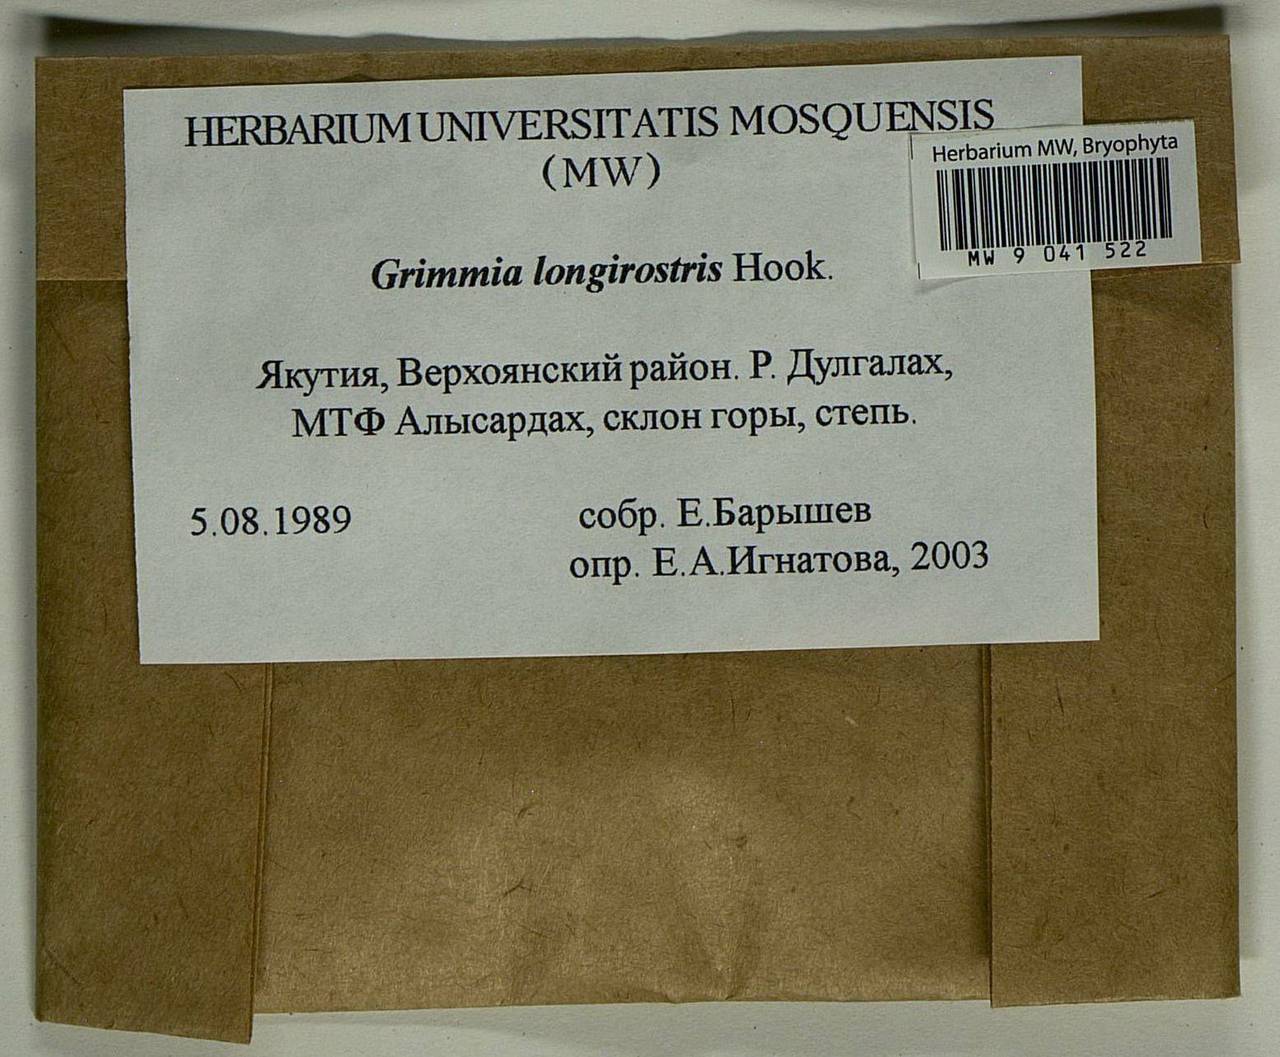 HERBARIUM UNIVERSITATIS MOSQUENSIS
(MW)
Herbarium MW, Bryophyta
MW 9 041 522
Grimmia longirostris Hook.
Якутия, Верхоянский район. Р. Дулгалах,
МТФ Алысардах, склон горы, степь.
5.08.1989
собр. Е.Барышев
опр. Е.А.Игнатова, 2003